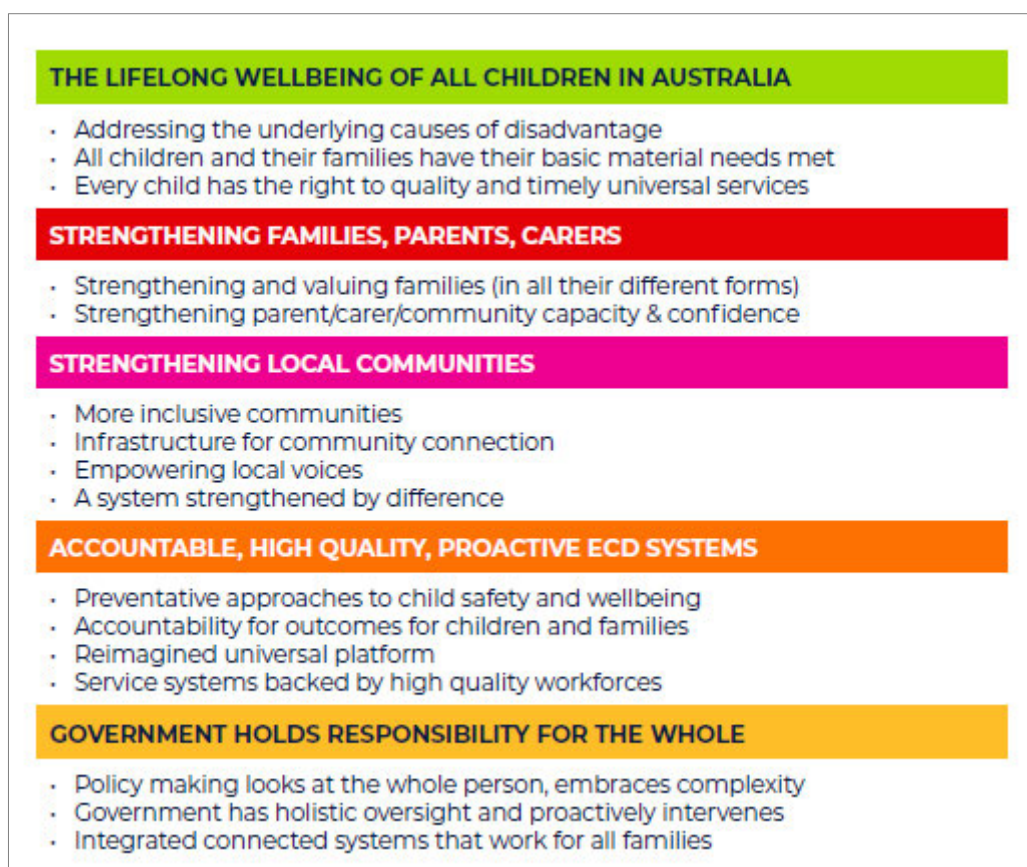 THE LIFELONG WELLBEING OF ALL CHILDREN IN AUSTRALIA
• Addressing the underlying causes of disadvantage
• All children and their families have their basic material needs met
• Every child has the right to quality and timely universal services
STRENGTHENING FAMILIES, PARENTS, CARERS
• Strengthening and valuing families (in all their different forms)
• Strengthening parent/carer/community capacity & confidence
STRENGTHENING LOCAL COMMUNITIES
• More inclusive communities
• Infrastructure for community connection
• Empowering local voices
• A system strengthened by difference
ACCOUNTABLE, HIGH QUALITY, PROACTIVE ECD SYSTEMS
• Preventative approaches to child safety and wellbeing
• Accountability for outcomes for children and families
• Reimagined universal platform
• Service systems backed by high quality workforces
GOVERNMENT HOLDS RESPONSIBILITY FOR THE WHOLE
• Policy making looks at the whole person, embraces complexity
• Government has holistic oversight and proactively intervenes
• Integrated connected systems that work for all families